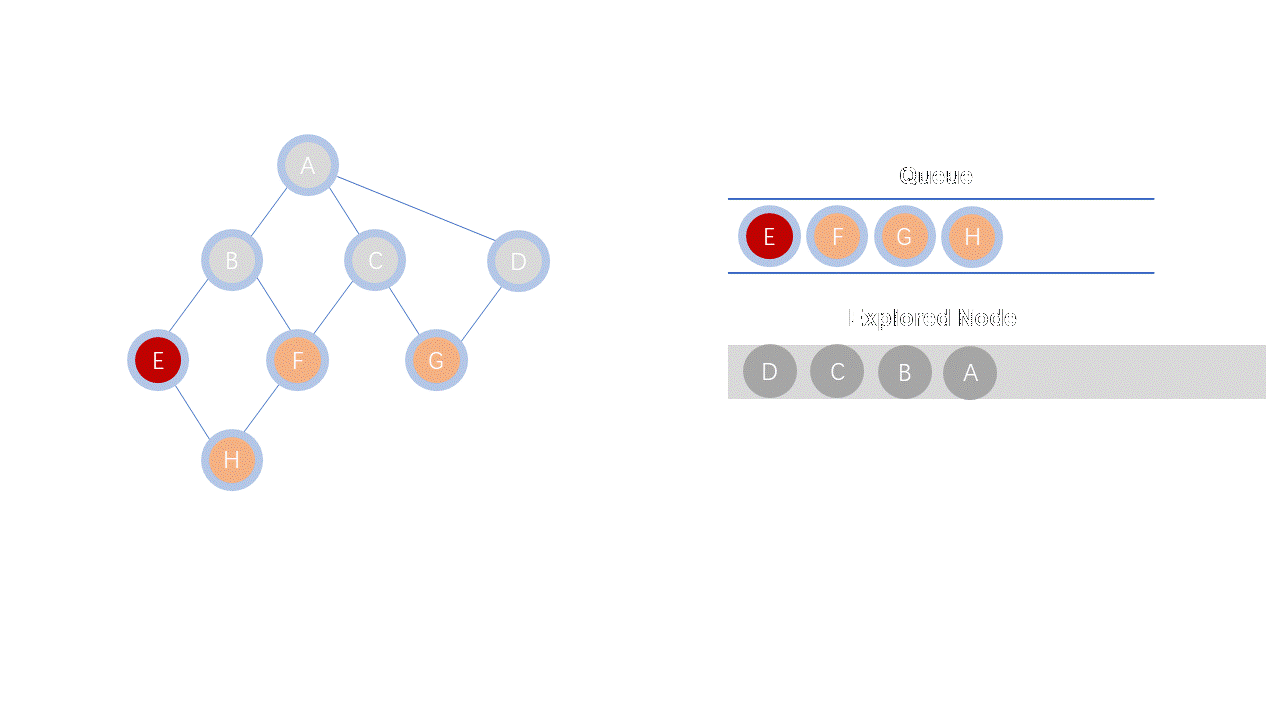 A
B C D
E F G
H
Queue
E F G H
Explored Node
D C B A